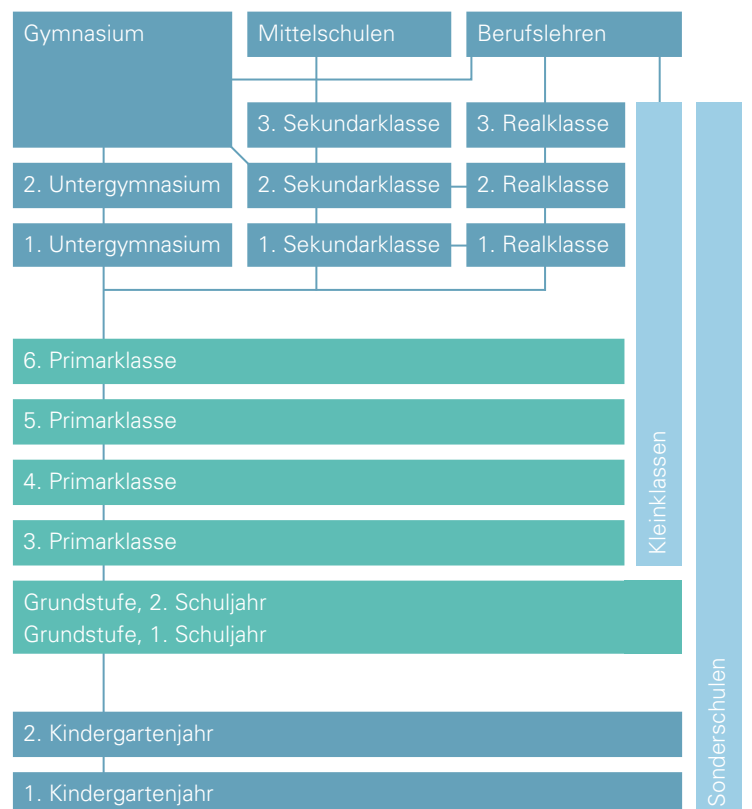 Gymnasium
Mittelschulen
Berufslehren
3. Sekundarklasse
3. Realklasse
2. Untergymnasium
2. Sekundarklasse
2. Realklasse
1. Untergymnasium
1. Sekundarklasse
1. Realklasse
6. Primarklasse
5. Primarklasse
4. Primarklasse
3. Primarklasse
Kleinklassen
Grundstufe, 2. Schuljahr
Grundstufe, 1. Schuljahr
2. Kindergartenjahr
1. Kindergartenjahr
Sonderschulen